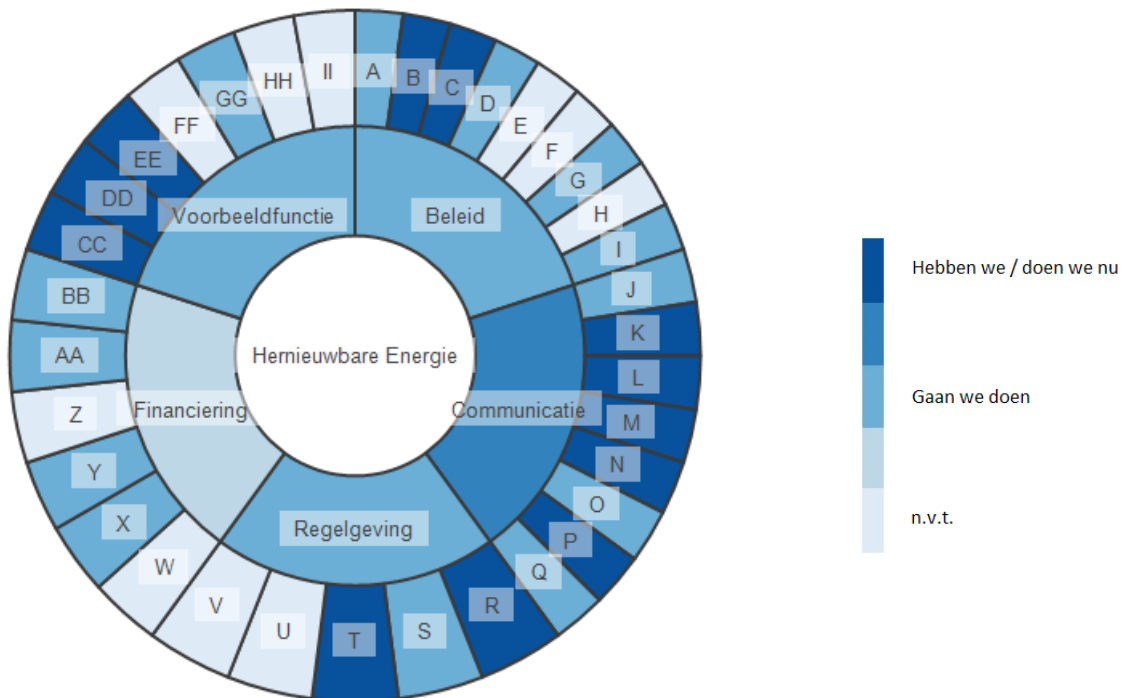 A
B
C
D
E
F
G
H
I
J
K
L
M
N
O
P
Q
R
S
T
U
V
W
X
Y
Z
AA
BB
CC
DD
EE
FF
GG
HH
II
Voorbeeldfunctie
Beleid
Communicatie
Regelgeving
Financiering
Hernieuwbare Energie
Hebben we / doen we nu
Gaan we doen
n.v.t.